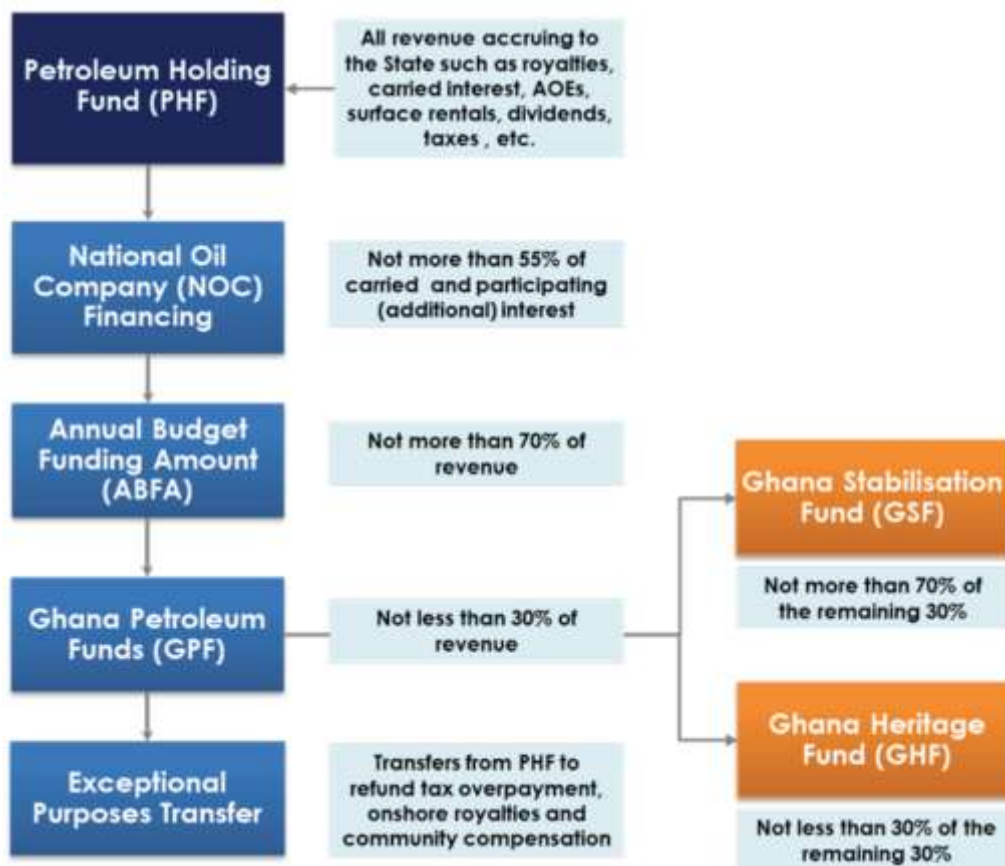 Petroleum Holding
Fund (PHF)
All revenue accruing to
the State such as royalties,
carried interest, AOEs,
surface rentals, dividends,
taxes , etc.
National Oil
Company (NOC)
Financing
Not more than 55% of
carried and participating
(additional) interest
Annual Budget
Funding Amount
(ABFA)
Not more than 70% of
revenue
Ghana Petroleum
Funds (GPF)
Not less than 30% of
revenue
Ghana Stabilisation
Fund (GSF)
Not more than 70% of
the remaining 30%
Ghana Heritage
Fund (GHF)
Not less than 30% of the
remaining 30%
Exceptional
Purposes Transfer
Transfers from PHF to
refund tax overpayment,
onshore royalties and
community compensation